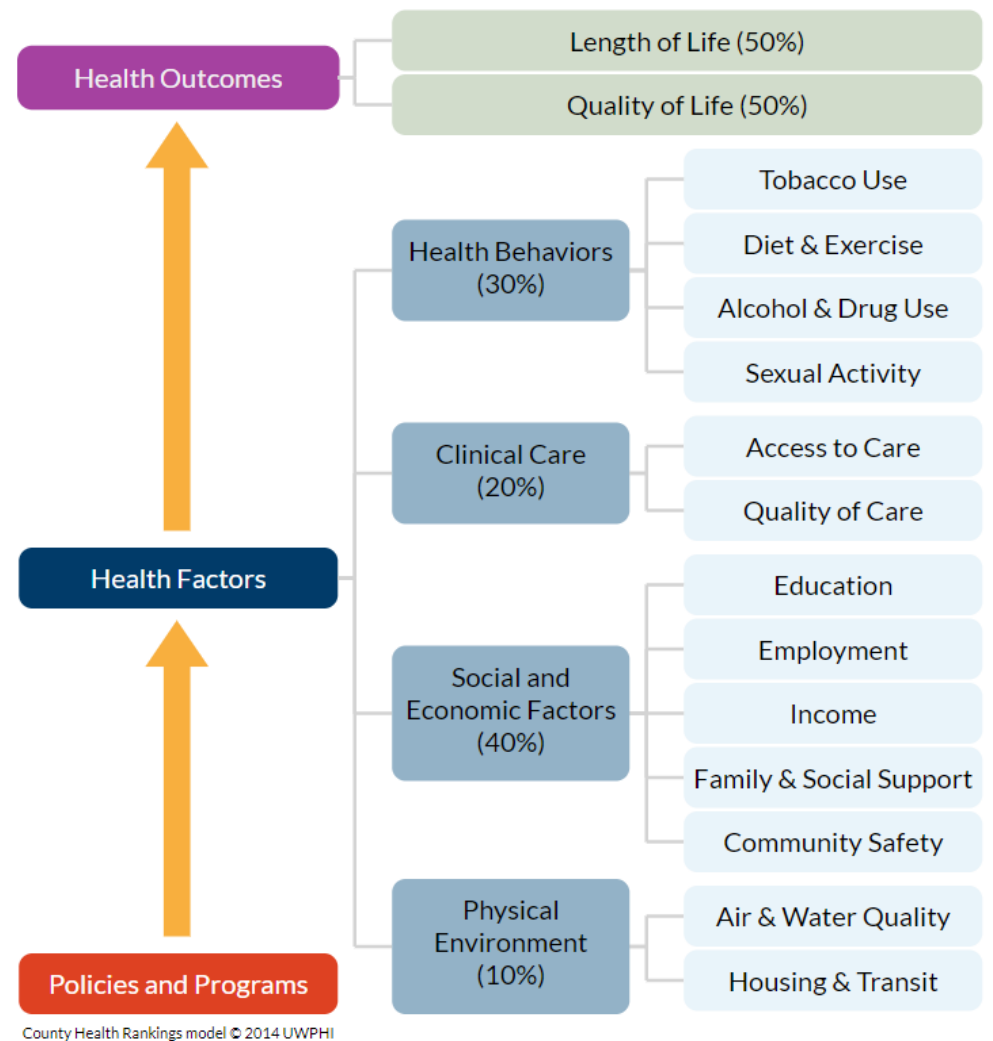 Health Outcomes
Length of Life (50%)
Quality of Life (50%)
Health Factors
Health Behaviors
(30%)
Tobacco Use
Diet & Exercise
Alcohol & Drug Use
Sexual Activity
Clinical Care
(20%)
Access to Care
Quality of Care
Social and
Economic Factors
(40%)
Education
Employment
Income
Family & Social Support
Community Safety
Physical
Environment
(10%)
Air & Water Quality
Housing & Transit
Policies and Programs
County Health Rankings model © 2014 UWPHI